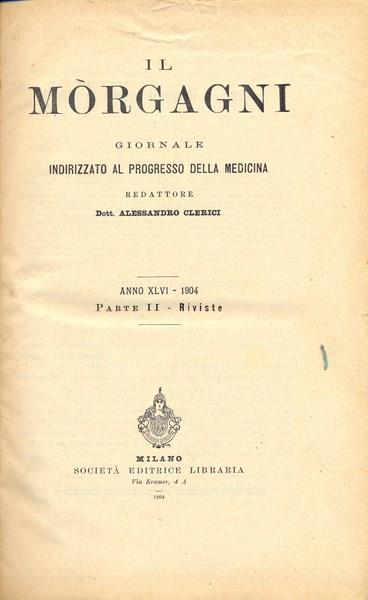 IL
MÒRGAGNI
GIORNALE
INDIRIZZATO AL PROGRESSO DELLA MEDICINA
REDATTORE
Dott. ALESSANDRO CLERICI
ANNO XLVI - 1904
PARTE II - Riviste
MILANO
SOCIETÀ EDITRICE LIBRARIA
Via Kramer, 4 A
1904